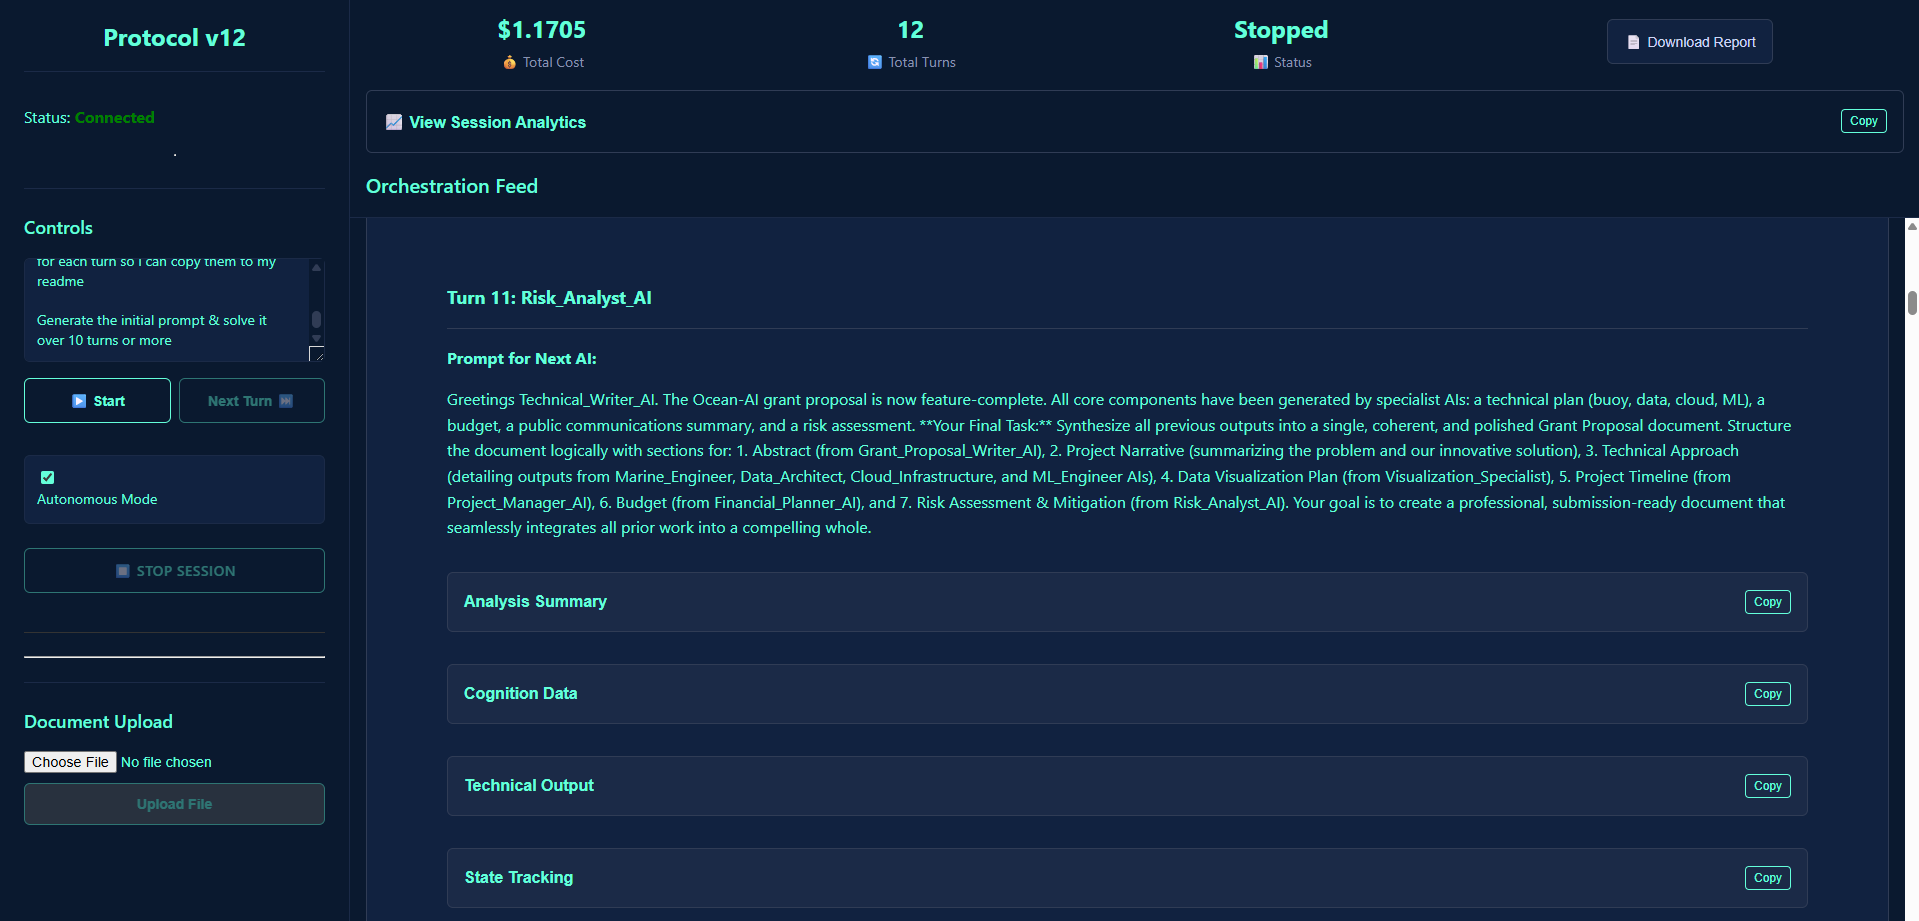 Protocol v12
Status: Connected
.
Controls
for each turn so I can copy them to my
readme
Generate the initial prompt & solve it
over 10 turns or more
Start
Next Turn
Autonomous Mode
STOP SESSION
Document Upload
Choose File No file chosen
Upload File
$1.1705
Total Cost
12
Total Turns
Stopped
Status
Download Report
View Session Analytics
Copy
Orchestration Feed
Turn 11: Risk_Analyst_AI
Prompt for Next AI:
Greetings Technical_Writer_AI. The Ocean-AI grant proposal is now feature-complete. All core components have been generated by specialist AIs: a technical plan (buoy, data, cloud, ML), a
budget, a public communications summary, and a risk assessment. **Your Final Task:** Synthesize all previous outputs into a single, coherent, and polished Grant Proposal document. Structure
the document logically with sections for: 1. Abstract (from Grant_Proposal_Writer_AI), 2. Project Narrative (summarizing the problem and our innovative solution), 3. Technical Approach
(detailing outputs from Marine_Engineer, Data_Architect, Cloud_Infrastructure, and ML_Engineer AIs), 4. Data Visualization Plan (from Visualization_Specialist), 5. Project Timeline (from
Project_Manager_AI), 6. Budget (from Financial_Planner_AI), and 7. Risk Assessment & Mitigation (from Risk_Analyst_AI). Your goal is to create a professional, submission-ready document that
seamlessly integrates all prior work into a compelling whole.
Analysis Summary
Copy
Cognition Data
Copy
Technical Output
Copy
State Tracking
Copy